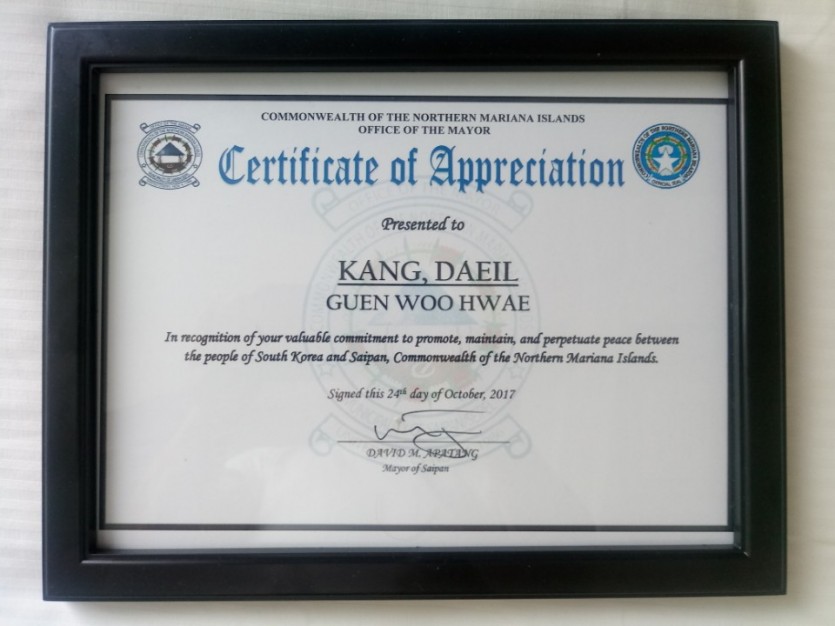 COMMONWEALTH OF THE NORTHERN MARIANA ISLANDS
OFFICE OF THE MAYOR
Certificate of Appreciation
Presented to
KANG, DAEIL
GUEN WOO HWAE
In recognition of your valuable commitment to promote, maintain, and perpetuate peace between
the people of South Korea and Saipan, Commonwealth of the Northern Mariana Islands.
Signed this 24th day of October, 2017
DAVID M. APATANG
Mayor of Saipan